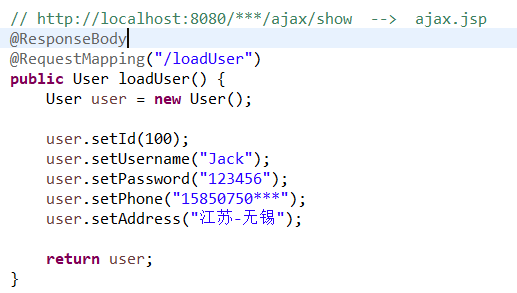 // http://localhost:8080/***/ajax/show  -->  ajax.jsp
@ResponseBody
@RequestMapping("/loadUser")
public User loadUser() {
    User user = new User();

    user.setId(100);
    user.setUsername("Jack");
    user.setPassword("123456");
    user.setPhone("15850750***");
    user.setAddress("江苏-无锡");

    return user;
}